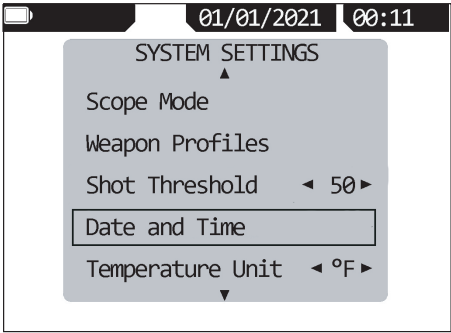 01/01/2021 00:11
SYSTEM SETTINGS
Scope Mode
Weapon Profiles
Shot Threshold ◄ 50 ►
Date and Time
Temperature Unit ◄ °F ►